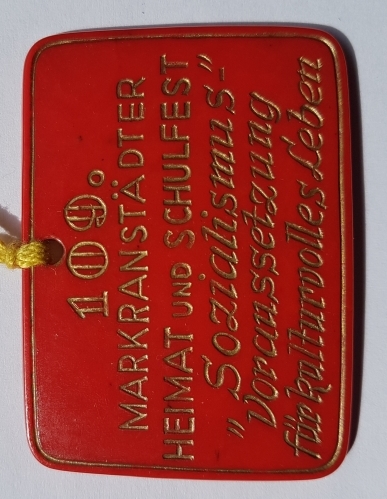 109.
MARKRANSTÄDTER
HEIMAT UND SCHULFEST
"Sozialismus-"
Voraussetzung
für kulturvolles Leben